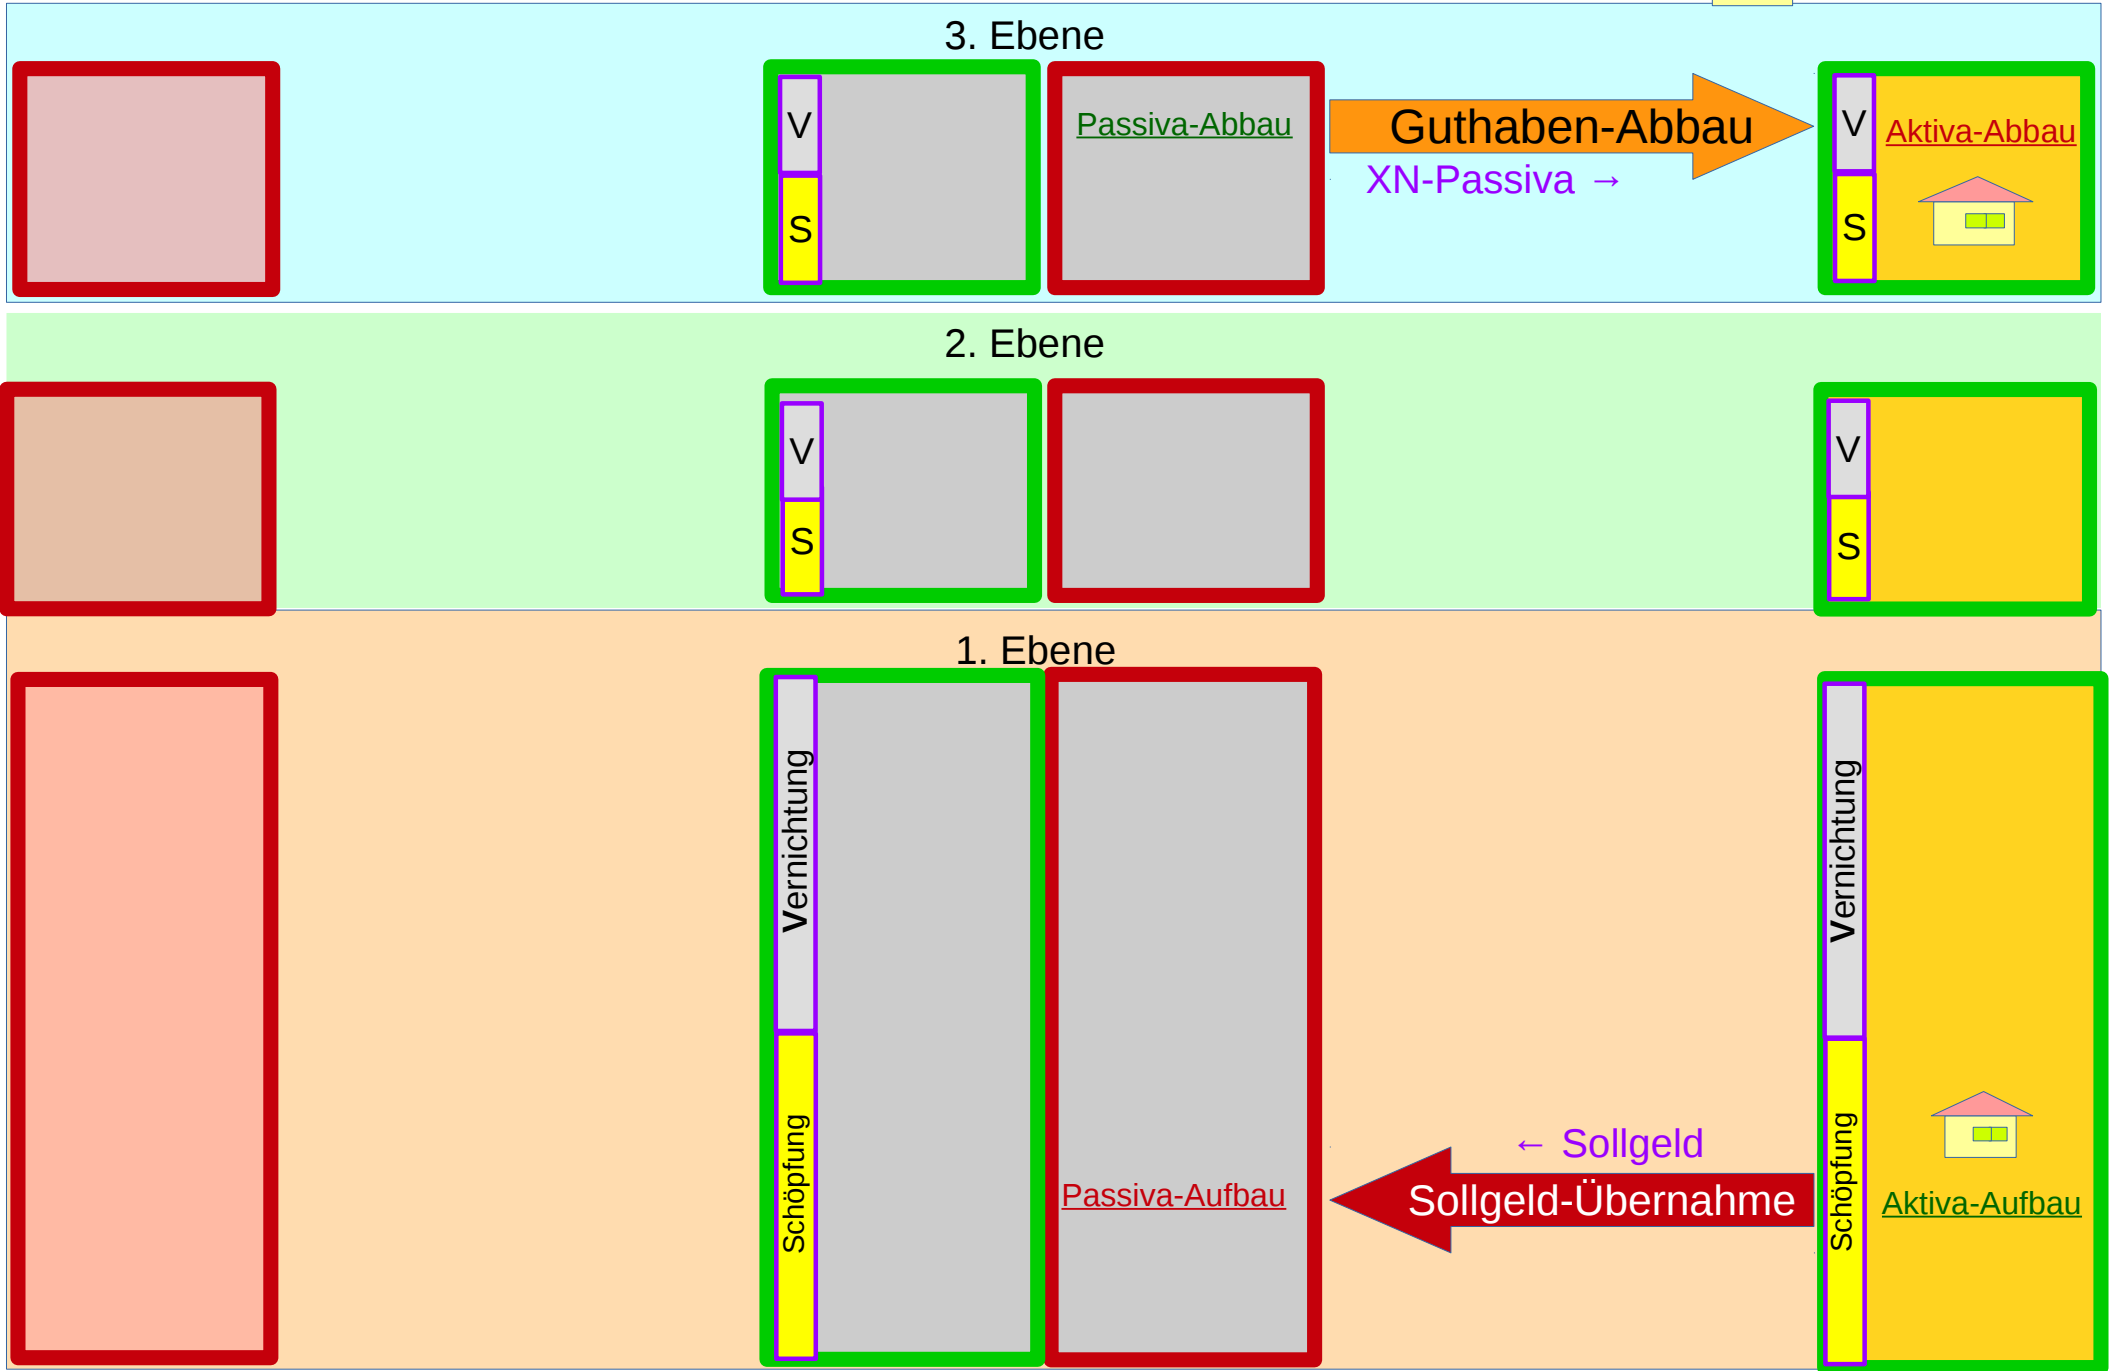 3. Ebene
V
S
Passiva-Abbau
Guthaben-Abbau
XN-Passiva →
V
S
Aktiva-Abbau
2. Ebene
V
S
V
S
1. Ebene
Vernichtung
Schöpfung
Passiva-Aufbau
← Sollgeld
Sollgeld-Übernahme
Vernichtung
Schöpfung
Aktiva-Aufbau